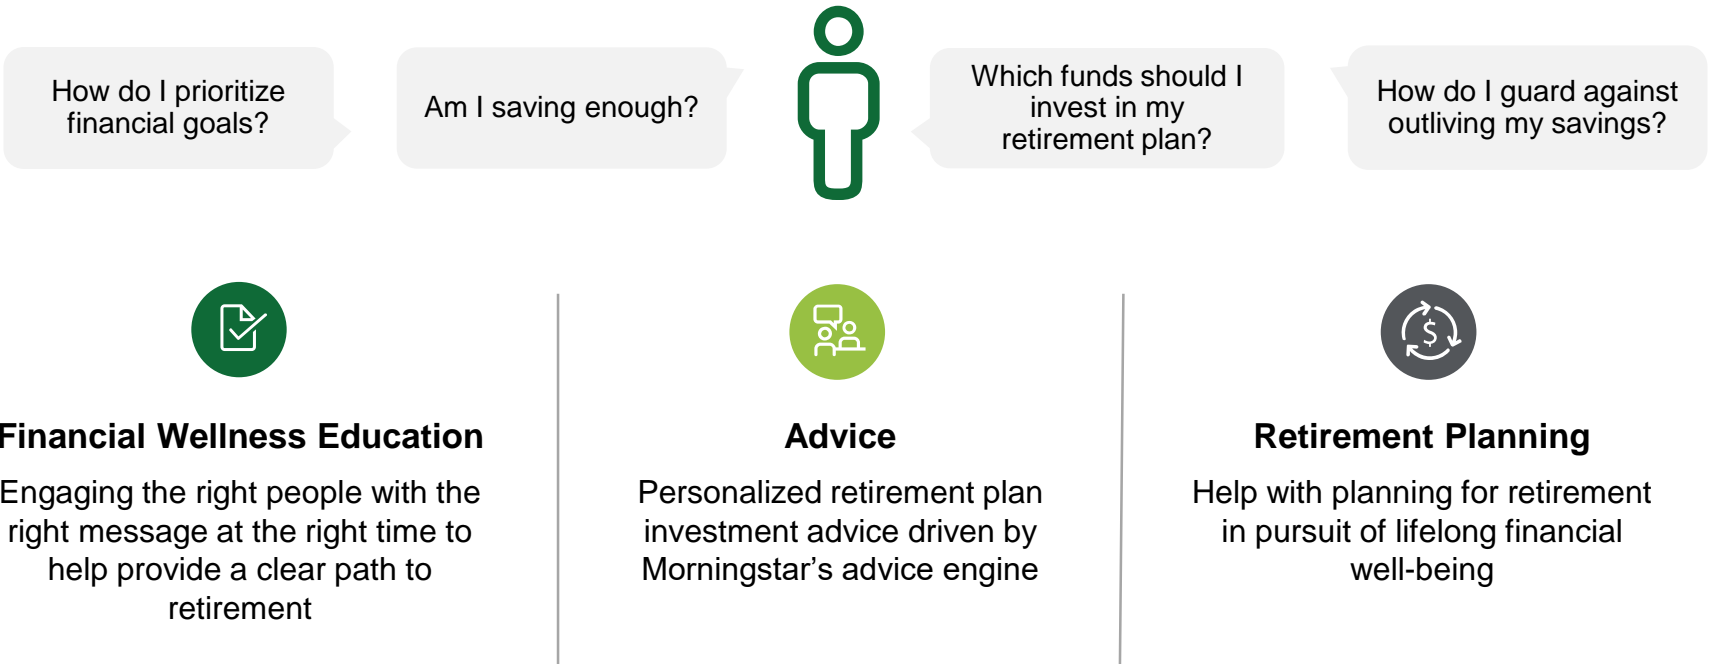 How do I prioritize
financial goals?
Am I saving enough?
Which funds should I
invest in my
retirement plan?
How do I guard against
outliving my savings?
$
Financial Wellness Education
Engaging the right people with the
right message at the right time to
help provide a clear path to
retirement
Advice
Personalized retirement plan
investment advice driven by
Morningstar’s advice engine
Retirement Planning
Help with planning for retirement
in pursuit of lifelong financial
well-being